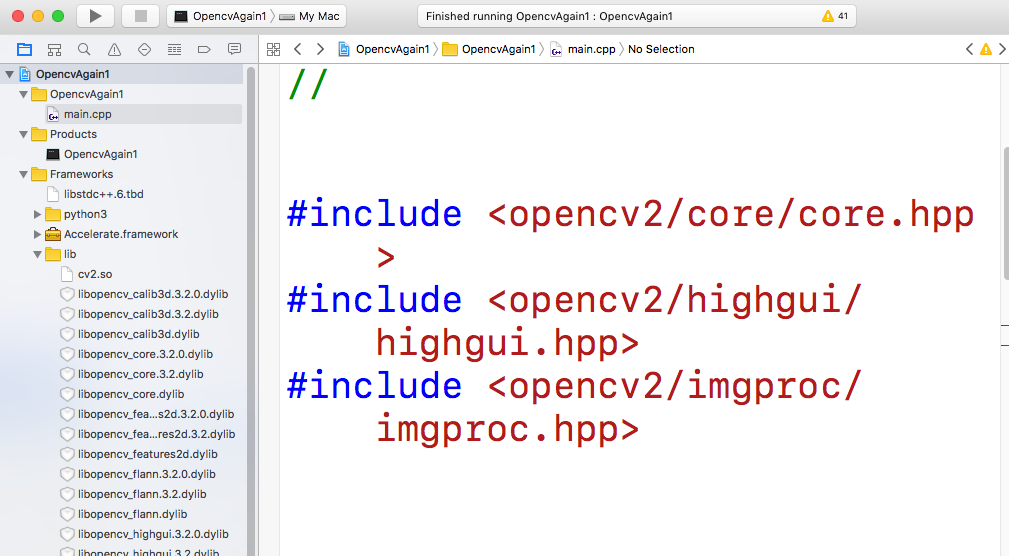 OpencvAgain1
My Mac
Finished running OpencvAgain1 : OpencvAgain1
41
OpencvAgain1
OpencvAgain1
main.cpp
No Selection
OpencvAgain1
OpencvAgain1
main.cpp
Products
OpencvAgain1
Frameworks
libstdc++.6.tbd
python3
Accelerate.framework
lib
cv2.so
libopencv_calib3d.3.2.0.dylib
libopencv_calib3d.3.2.dylib
libopencv_calib3d.dylib
libopencv_core.3.2.0.dylib
libopencv_core.3.2.dylib
libopencv_core.dylib
libopencv_fea...s2d.3.2.0.dylib
libopencv_fea...res2d.3.2.dylib
libopencv_features2d.dylib
libopencv_flann.3.2.0.dylib
libopencv_flann.3.2.dylib
libopencv_flann.dylib
libopencv_highgui.3.2.0.dylib
libopencv_highgui.3.2.dylib
//
#include <opencv2/core/core.hpp
>
#include <opencv2/highgui/
highgui.hpp>
#include <opencv2/imgproc/
imgproc.hpp>